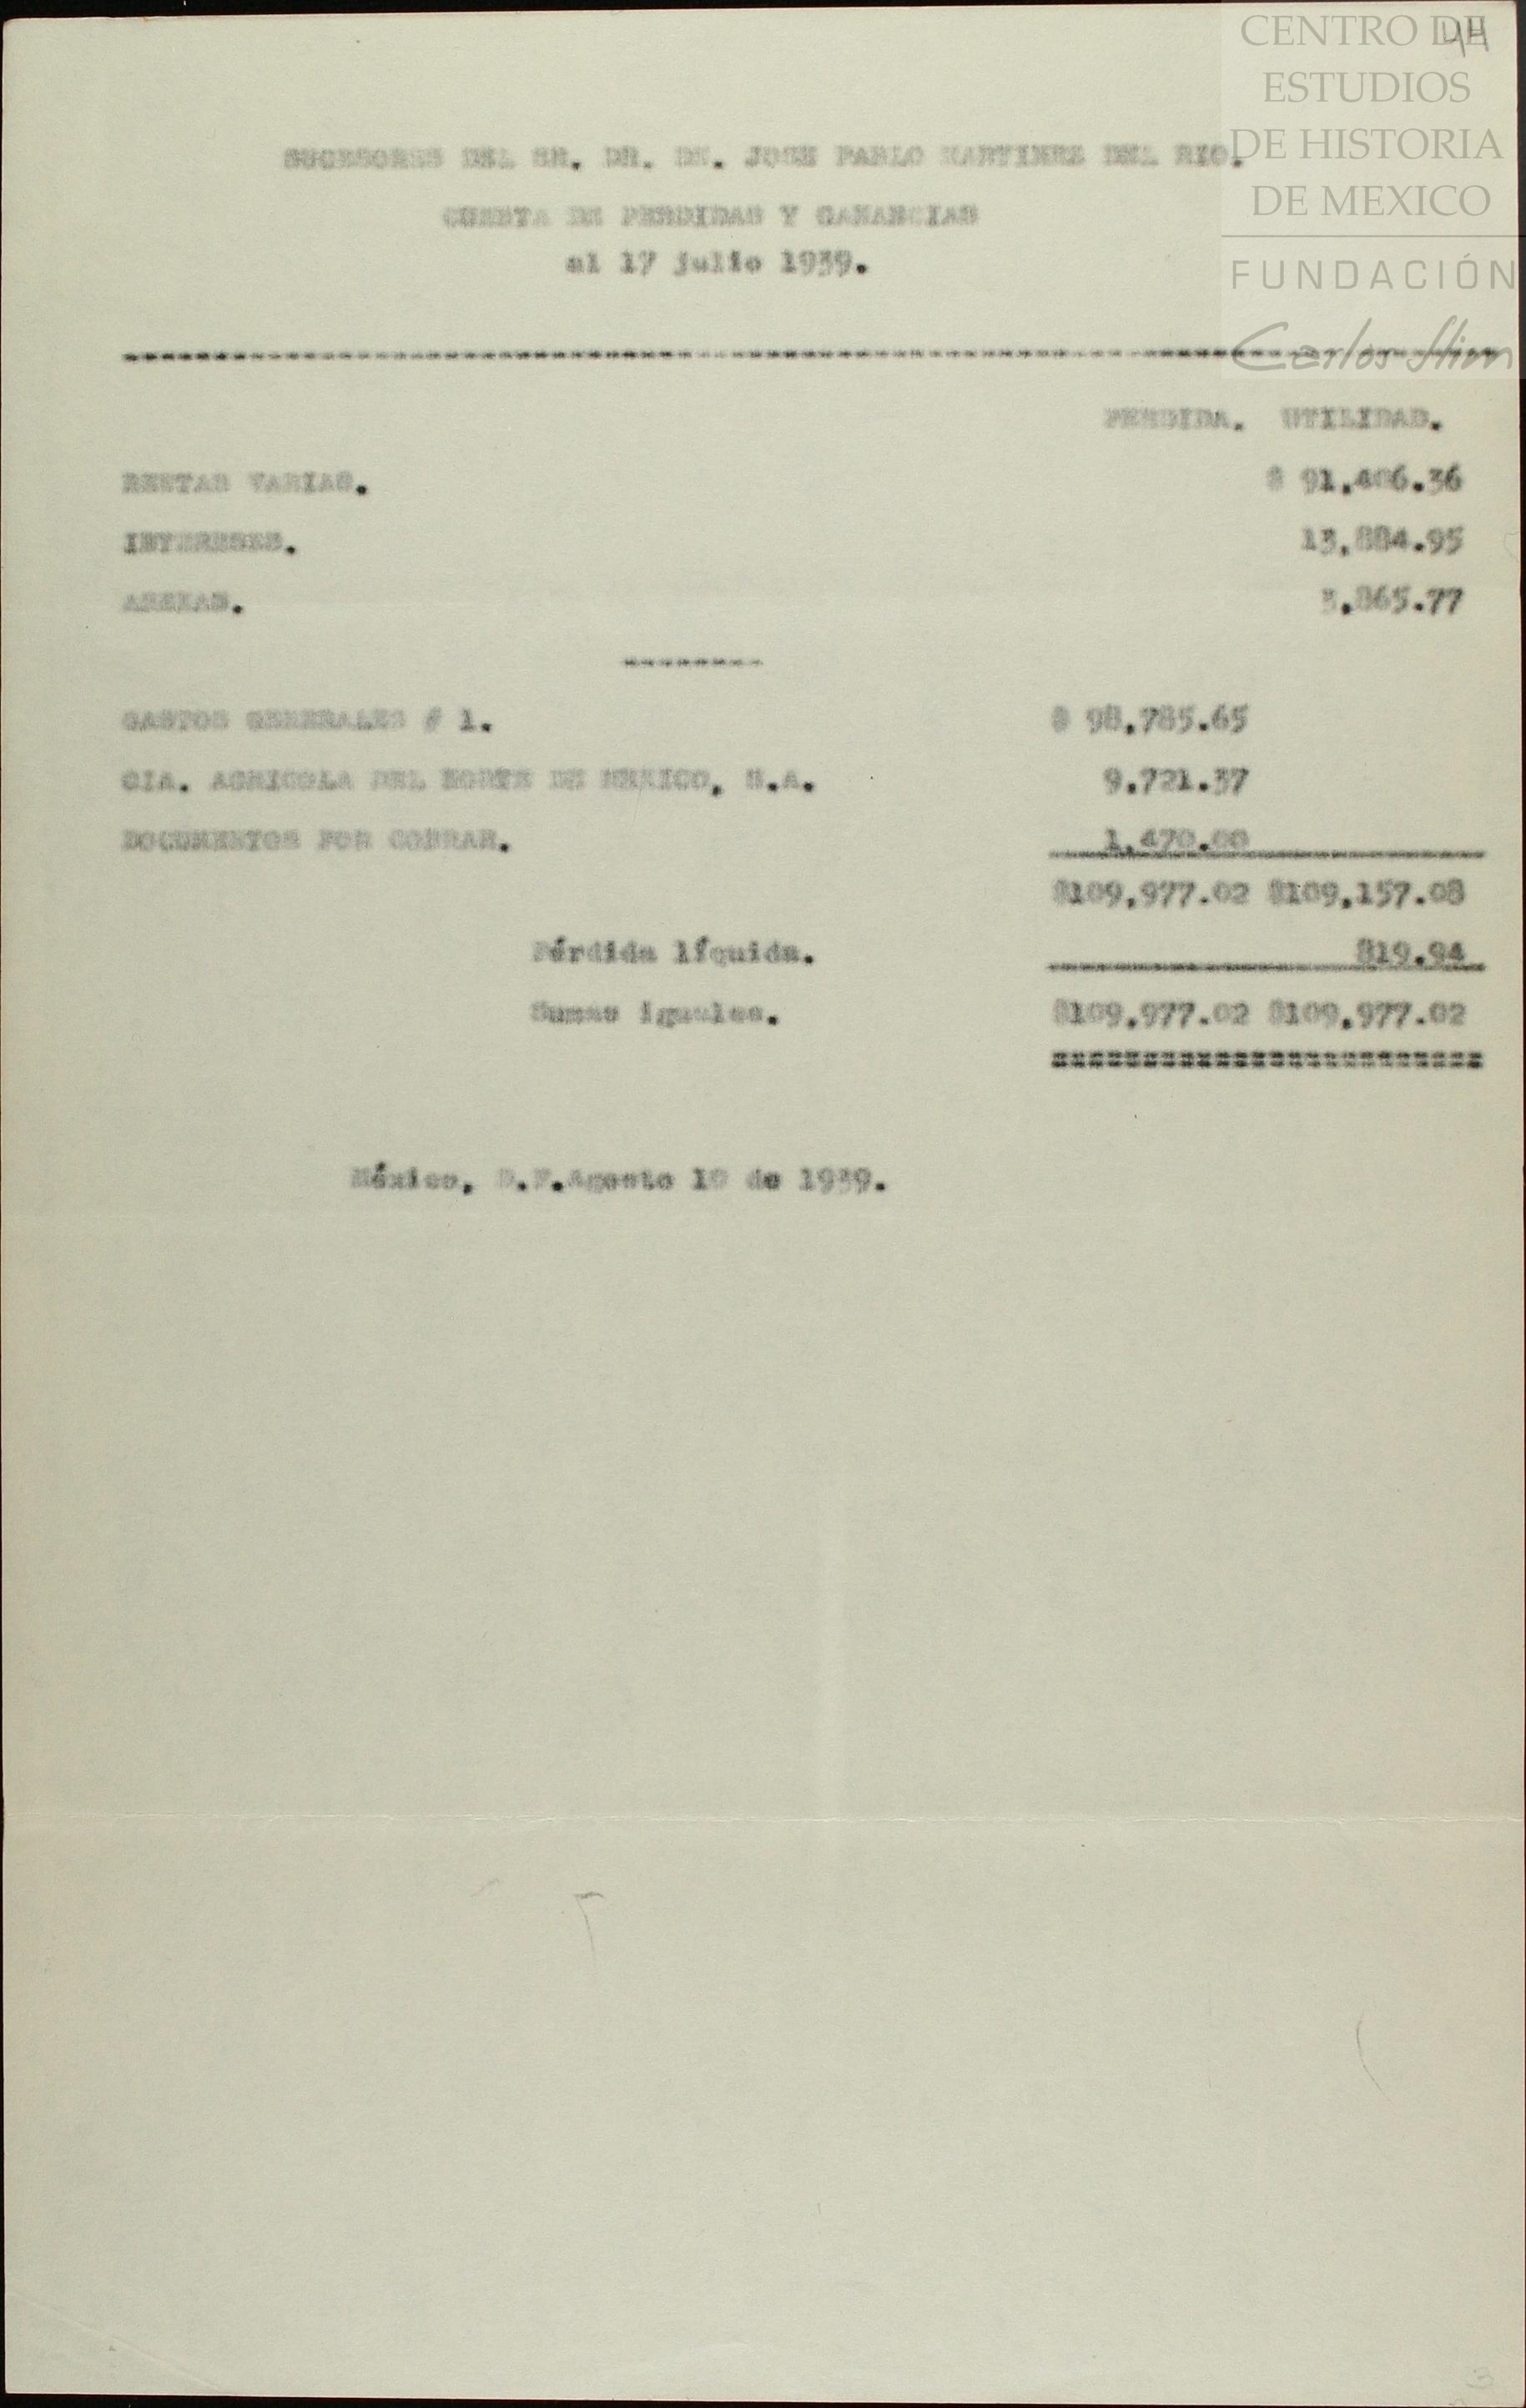 44
CENTRO DE
ESTUDIOS
DE HISTORIA
DE MEXICO
FUNDACIÓN
Carlos Slim
SUCESORES DEL SR. DR. DN. JOSE PABLO MARTINEZ DEL RIO.
CUENTA DE PERDIDAS Y GANANCIAS
al 17 julio 1939.
PERDIDA. UTILIDAD.
RENTAS VARIAS. $ 91,406.36
INTERESES. 13,884.95
ARENAS. 3,865.77
GASTOS GENERALES # 1. $ 98,785.65
CIA. AGRICOLA DEL NORTE DE MEXICO, S.A. 9.721.37
DOCUMENTOS POR COBRAR. 1,470.00
$109,977.02 $109,157.08
Pérdida líquida. 819.94
Sumas iguales. $109,977.02 $109,977.02
México, D.F.Agosto 10 de 1939.
3